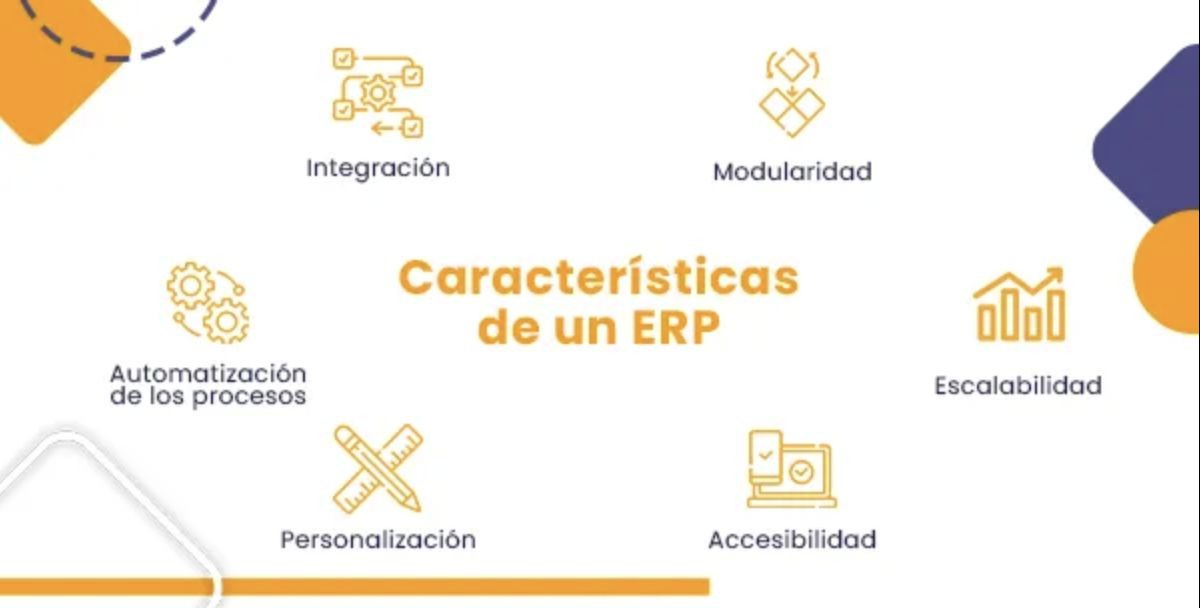 Integración
Modularidad
Características
de un ERP
Automatización
de los procesos
Escalabilidad
Personalización
Accesibilidad